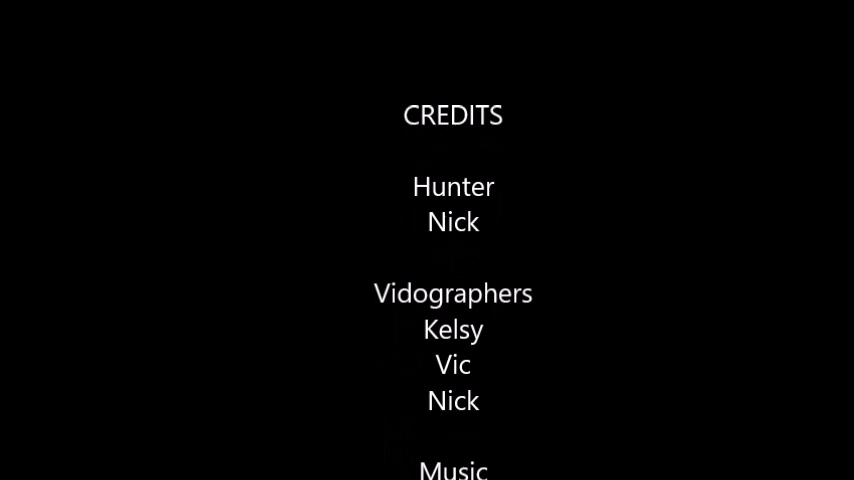 CREDITS
Hunter
Nick
Vidographers
Kelsy
Vic
Nick
Music